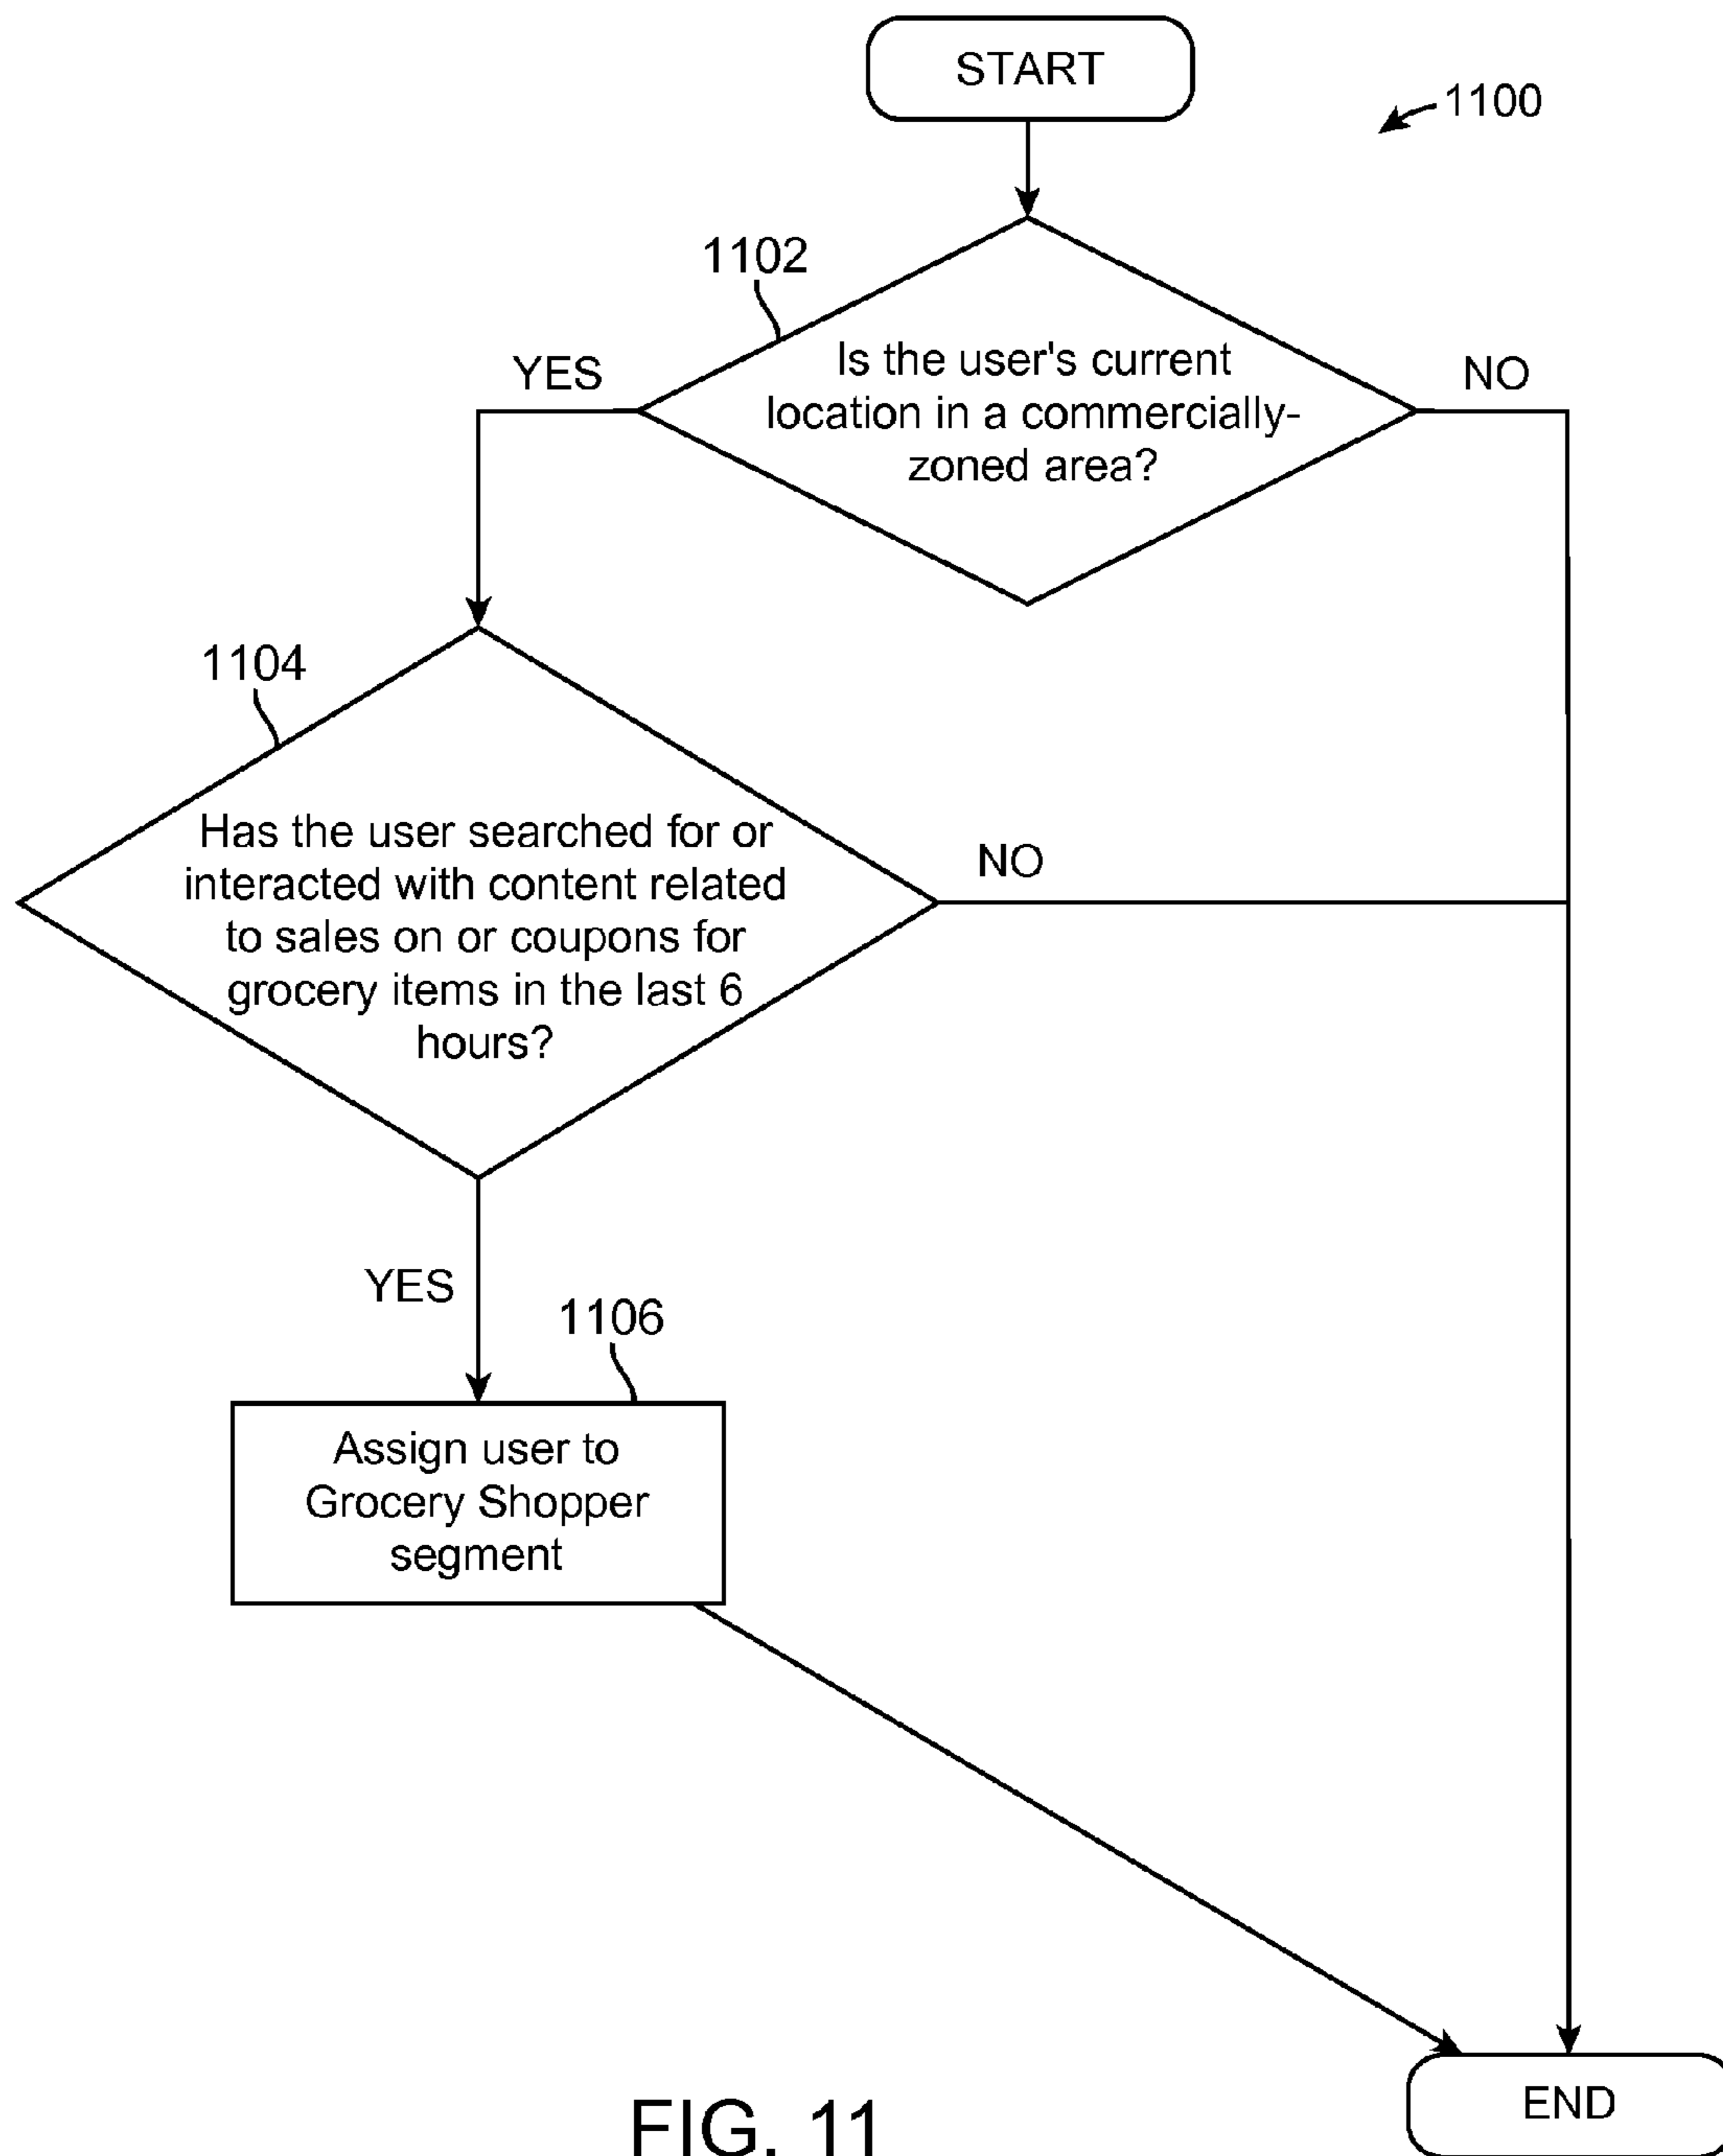 START
1100
1102
YES
Is the user's current
location in a commercially-
zoned area?
NO
1104
Has the user searched for or
interacted with content related
to sales on or coupons for
grocery items in the last 6
hours?
NO
YES
1106
Assign user to
Grocery Shopper
segment
END
FIG. 11